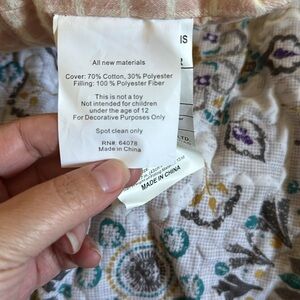 All new materials
Cover: 70% Cotton, 30% Polyester
Filling: 100 % Polyester Fiber
This is not a toy
Not intended for children
under the age of 12
For Decorative Purposes Only
Spot clean only
RN#: 64078
Made in China
MADE IN CHINA